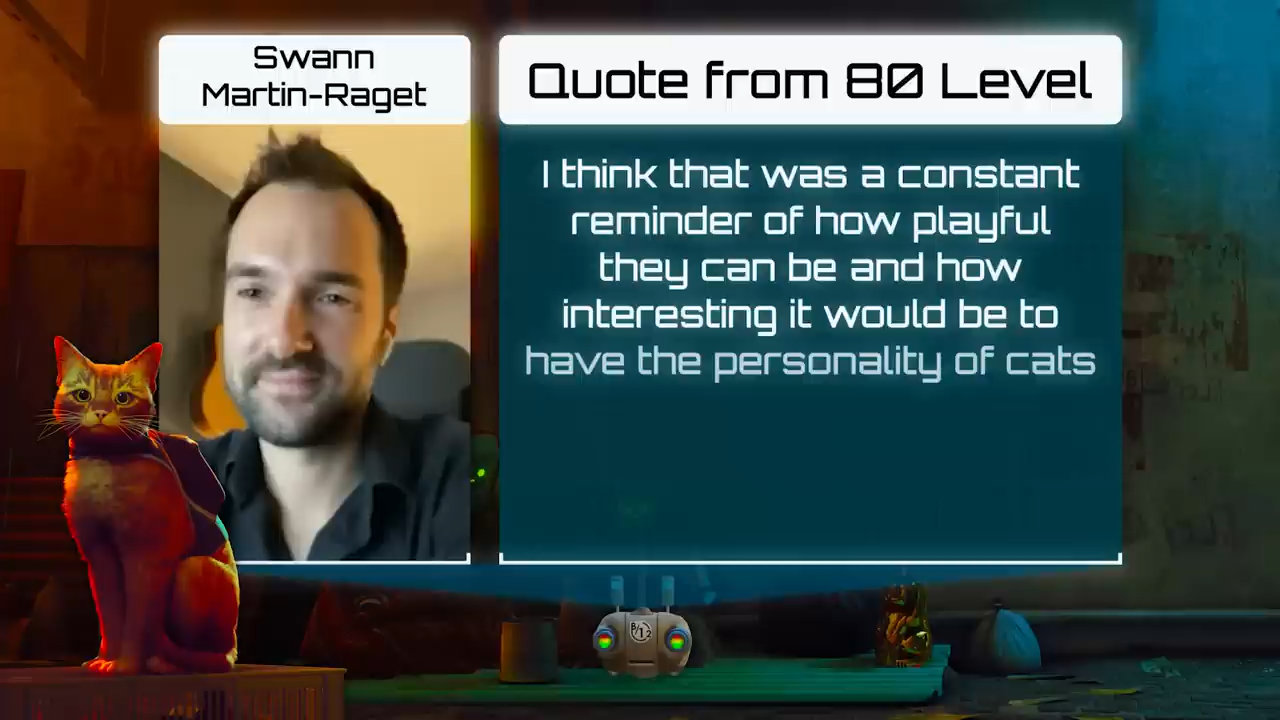 Swann
Martin-Raget
Quote from 80 Level
I think that was a constant
reminder of how playful
they can be and how
interesting it would be to
have the personality of cats
B/12